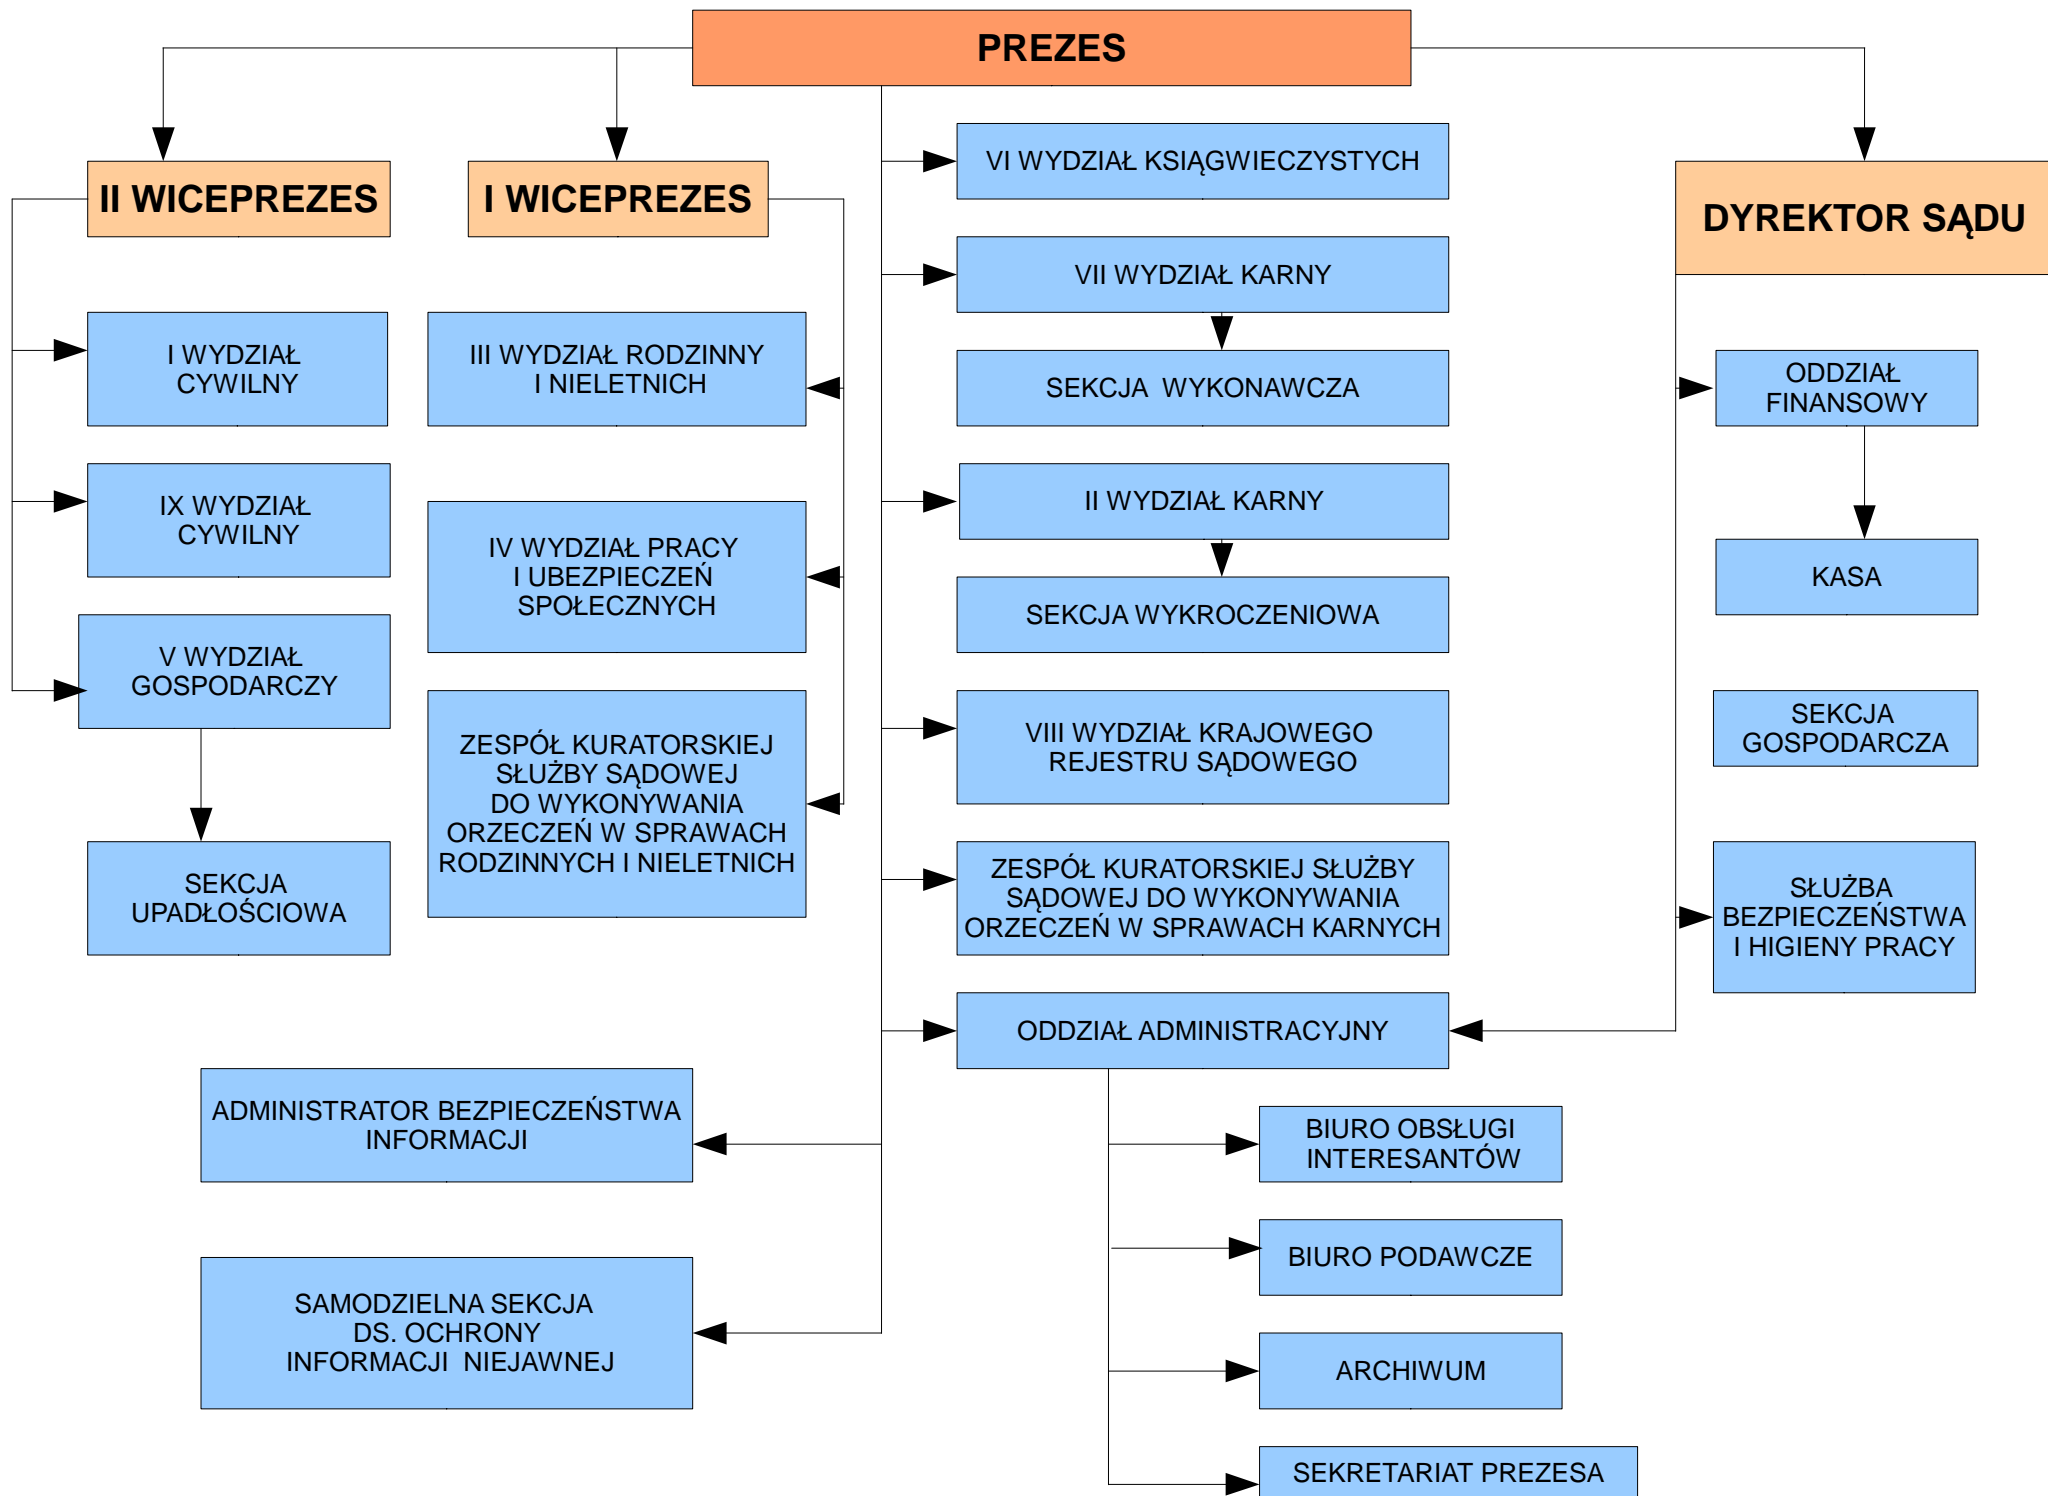 PREZES
II WICEPREZES
I WICEPREZES
DYREKTOR SĄDU
I WYDZIAŁ
CYWILNY
IX WYDZIAŁ
CYWILNY
V WYDZIAŁ
GOSPODARCZY
SEKCJA
UPADŁOŚCIOWA
III WYDZIAŁ RODZINNY
I NIELETNICH
IV WYDZIAŁ PRACY
I UBEZPIECZEŃ
SPOŁECZNYCH
ZESPÓŁ KURATORSKIEJ
SŁUŻBY SĄDOWEJ
DO WYKONYWANIA
ORZECZEŃ W SPRAWACH
RODZINNYCH I NIELETNICH
VI WYDZIAŁ KSIĄGWIECZYSTYCH
VII WYDZIAŁ KARNY
SEKCJA  WYKONAWCZA
II WYDZIAŁ KARNY
SEKCJA WYKROCZENIOWA
VIII WYDZIAŁ KRAJOWEGO
REJESTRU SĄDOWEGO
ZESPÓŁ KURATORSKIEJ SŁUŻBY
SĄDOWEJ DO WYKONYWANIA
ORZECZEŃ W SPRAWACH KARNYCH
ODDZIAŁ ADMINISTRACYJNY
ODDZIAŁ
FINANSOWY
KASA
SEKCJA
GOSPODARCZA
SŁUŻBA
BEZPIECZEŃSTWA
I HIGIENY PRACY
ADMINISTRATOR BEZPIECZEŃSTWA
INFORMACJI
SAMODZIELNA SEKCJA
DS. OCHRONY
INFORMACJI  NIEJAWNEJ
BIURO OBSŁUGI
INTERESANTÓW
BIURO PODAWCZE
ARCHIWUM
SEKRETARIAT PREZESA